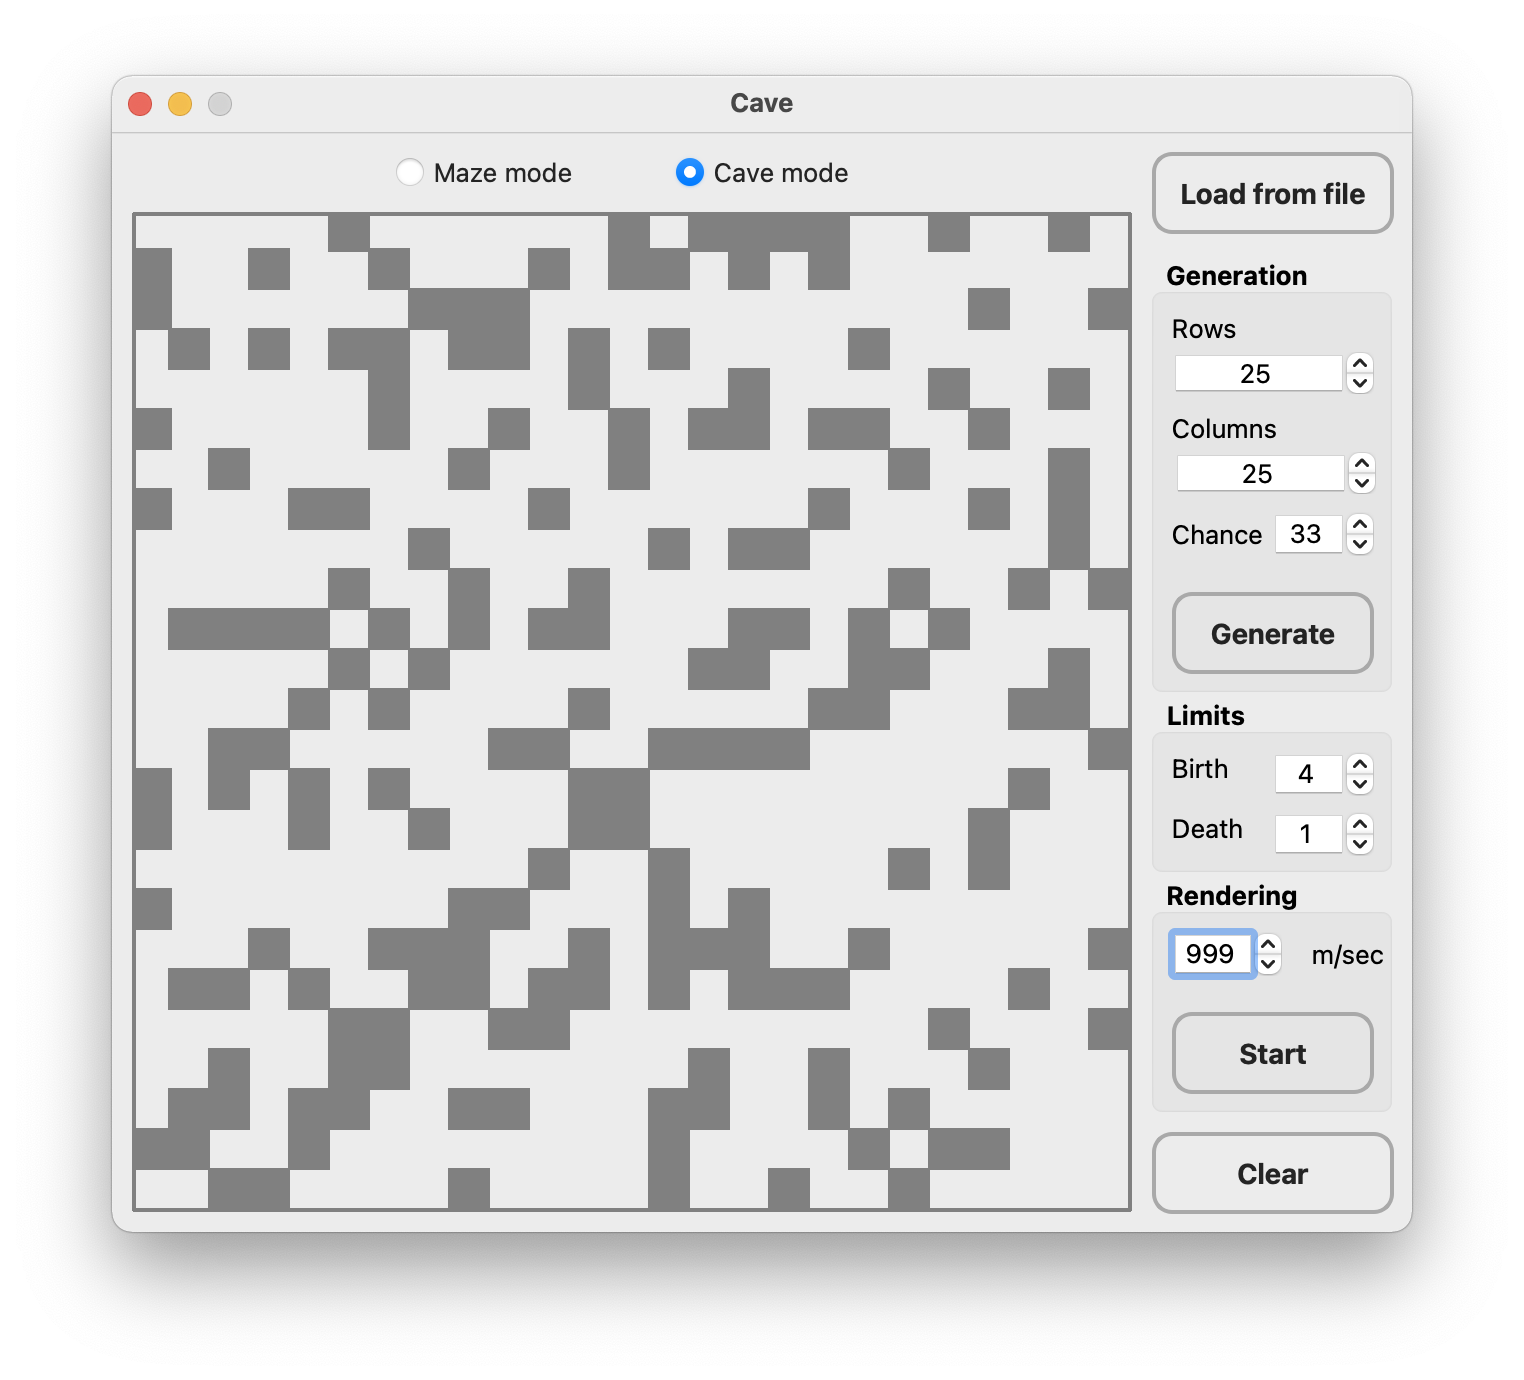 Cave
Maze mode
Cave mode
Load from file
Generation
Rows
25
Columns
25
Chance 33
Generate
Limits
Birth 4
Death 1
Rendering
999 m/sec
Start
Clear